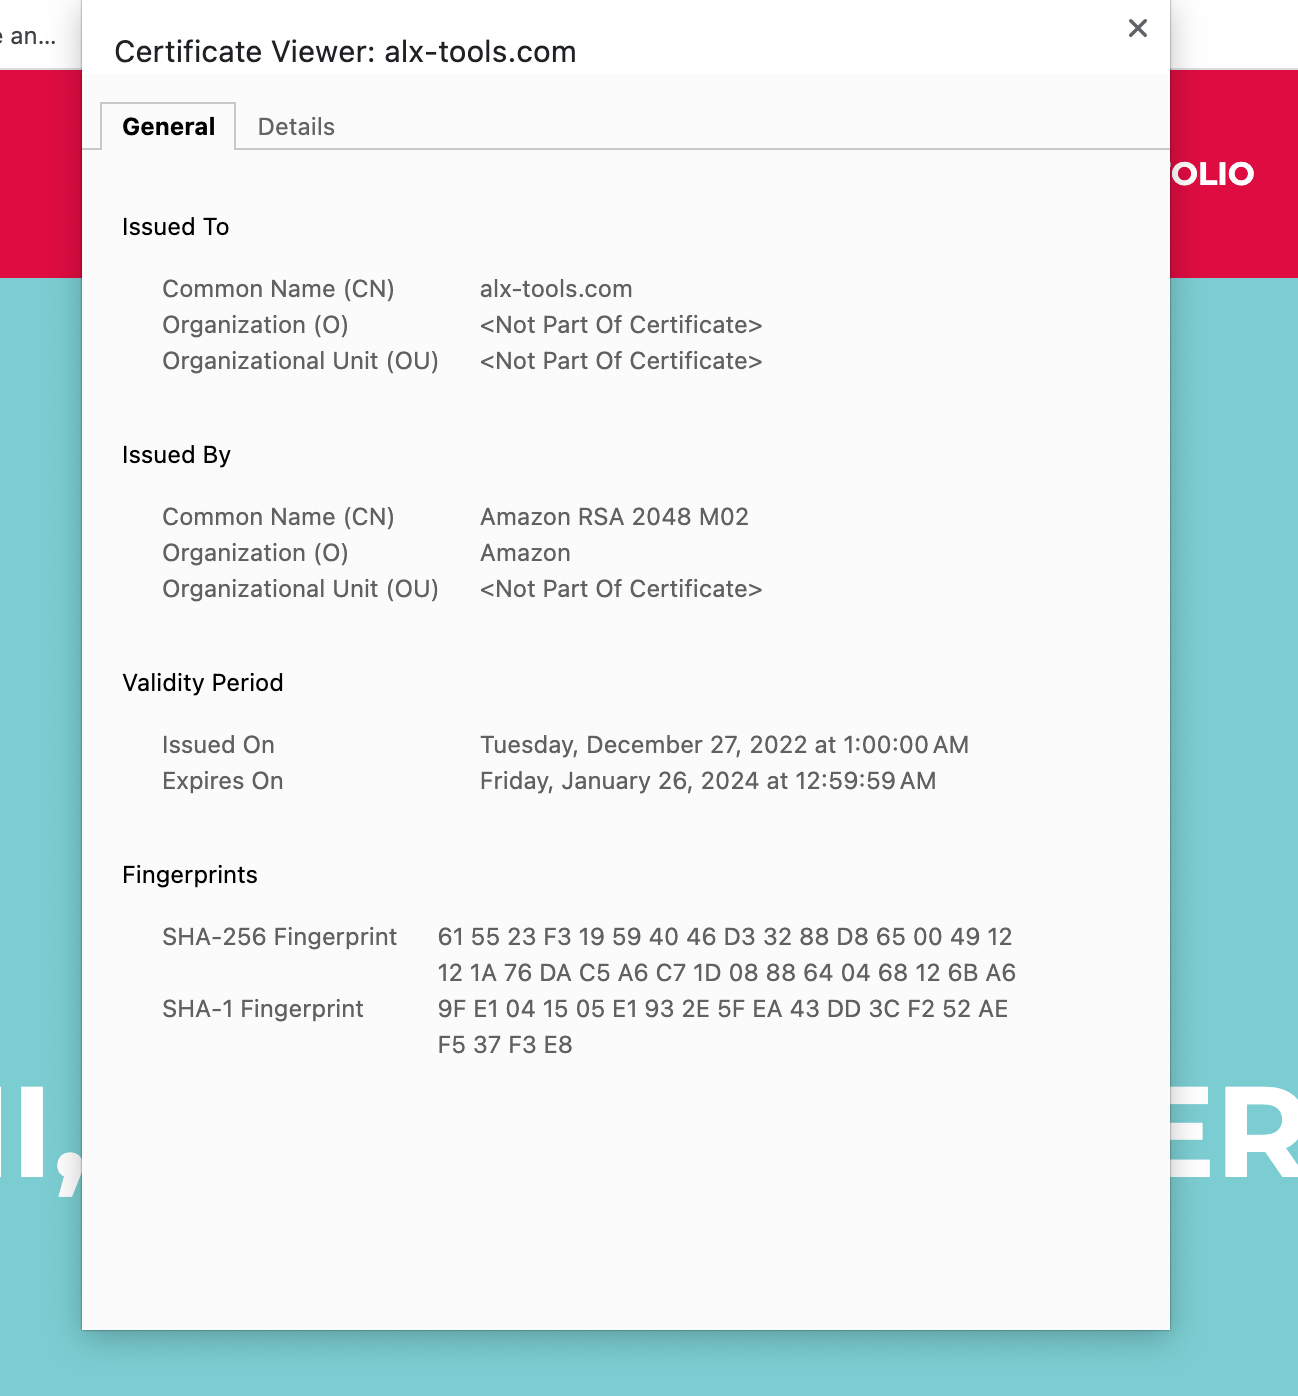 e an...
Certificate Viewer: alx-tools.com
General Details
OLIO
Issued To
Common Name (CN) alx-tools.com
Organization (O) <Not Part Of Certificate>
Organizational Unit (OU) <Not Part Of Certificate>
Issued By
Common Name (CN) Amazon RSA 2048 M02
Organization (O) Amazon
Organizational Unit (OU) <Not Part Of Certificate>
Validity Period
Issued On Tuesday, December 27, 2022 at 1:00:00 AM
Expires On Friday, January 26, 2024 at 12:59:59 AM
Fingerprints
SHA-256 Fingerprint 61 55 23 F3 19 59 40 46 D3 32 88 D8 65 00 49 12
12 1A 76 DA C5 A6 C7 1D 08 88 64 04 68 12 6B A6
SHA-1 Fingerprint 9F E1 04 15 05 E1 93 2E 5F EA 43 DD 3C F2 52 AE
F5 37 F3 E8
I, ER